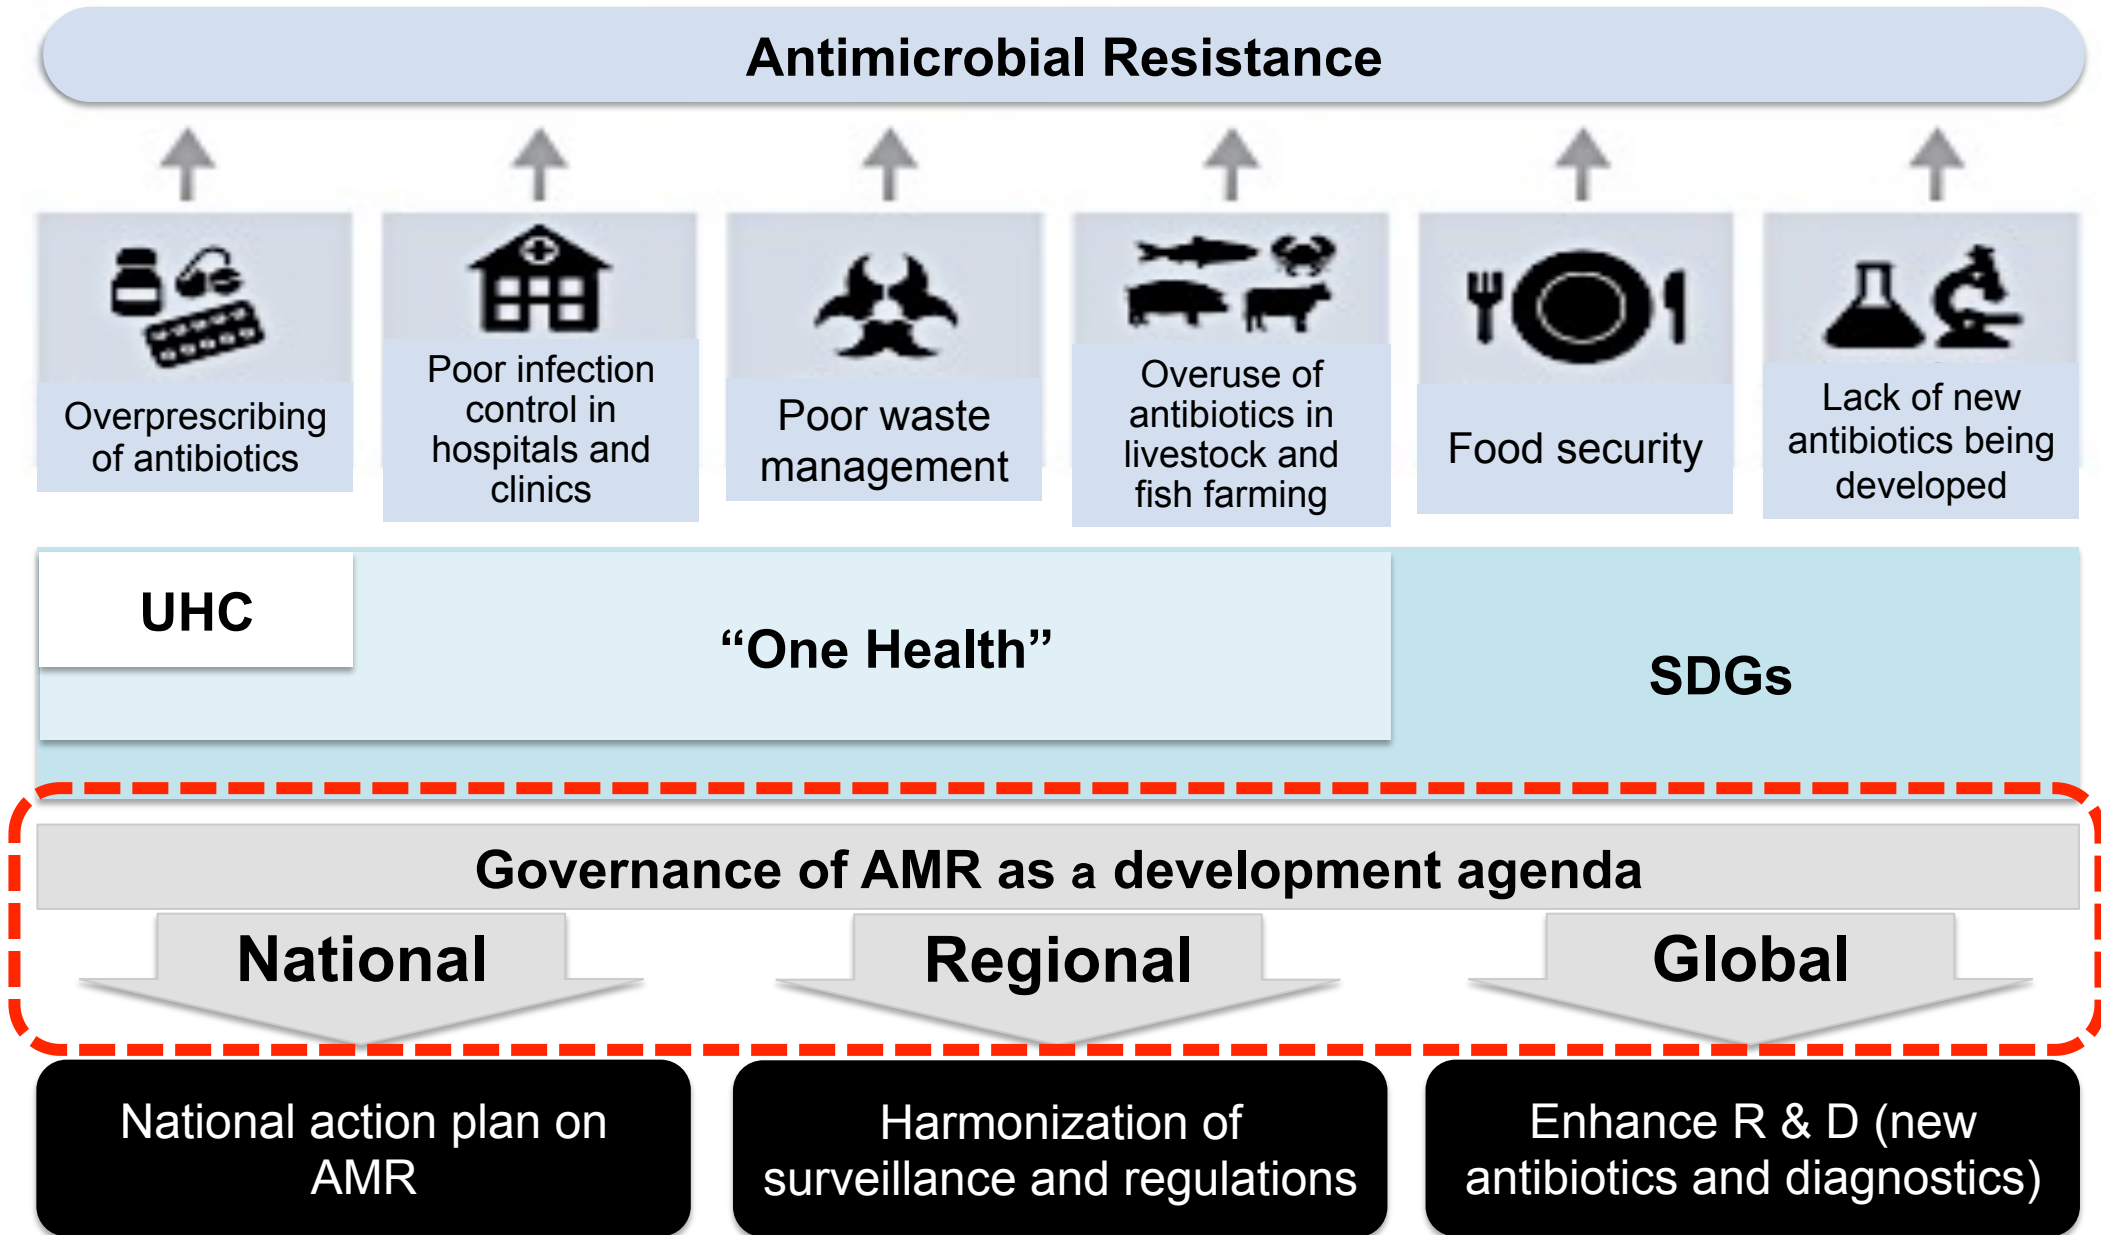 Antimicrobial Resistance
Overprescribing
of antibiotics
Poor infection
control in
hospitals and
clinics
Poor waste
management
Overuse of
antibiotics in
livestock and
fish farming
Food security
Lack of new
antibiotics being
developed
UHC
“One Health”
SDGs
Governance of AMR as a development agenda
National
Regional
Global
National action plan on
AMR
Harmonization of
surveillance and regulations
Enhance R & D (new
antibiotics and diagnostics)